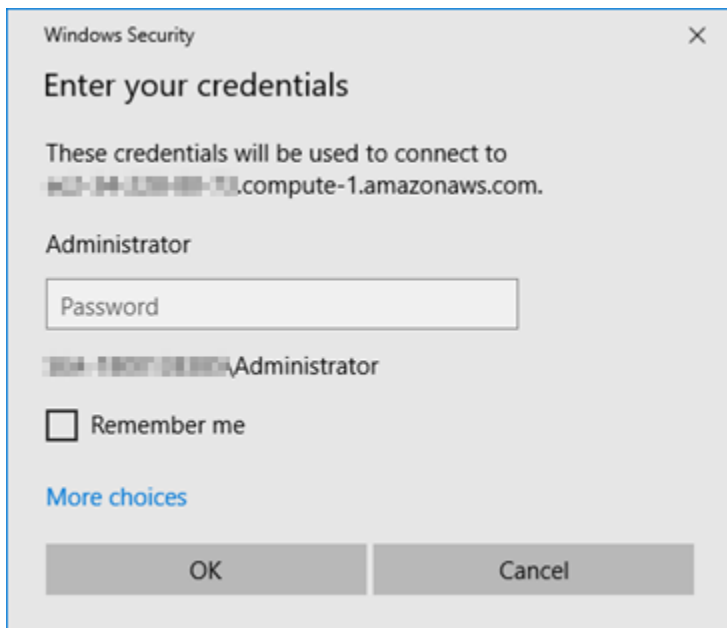 Windows Security
Enter your credentials
These credentials will be used to connect to
.compute-1.amazonaws.com.
Administrator
Password
\Administrator
Remember me
More choices
OK
Cancel